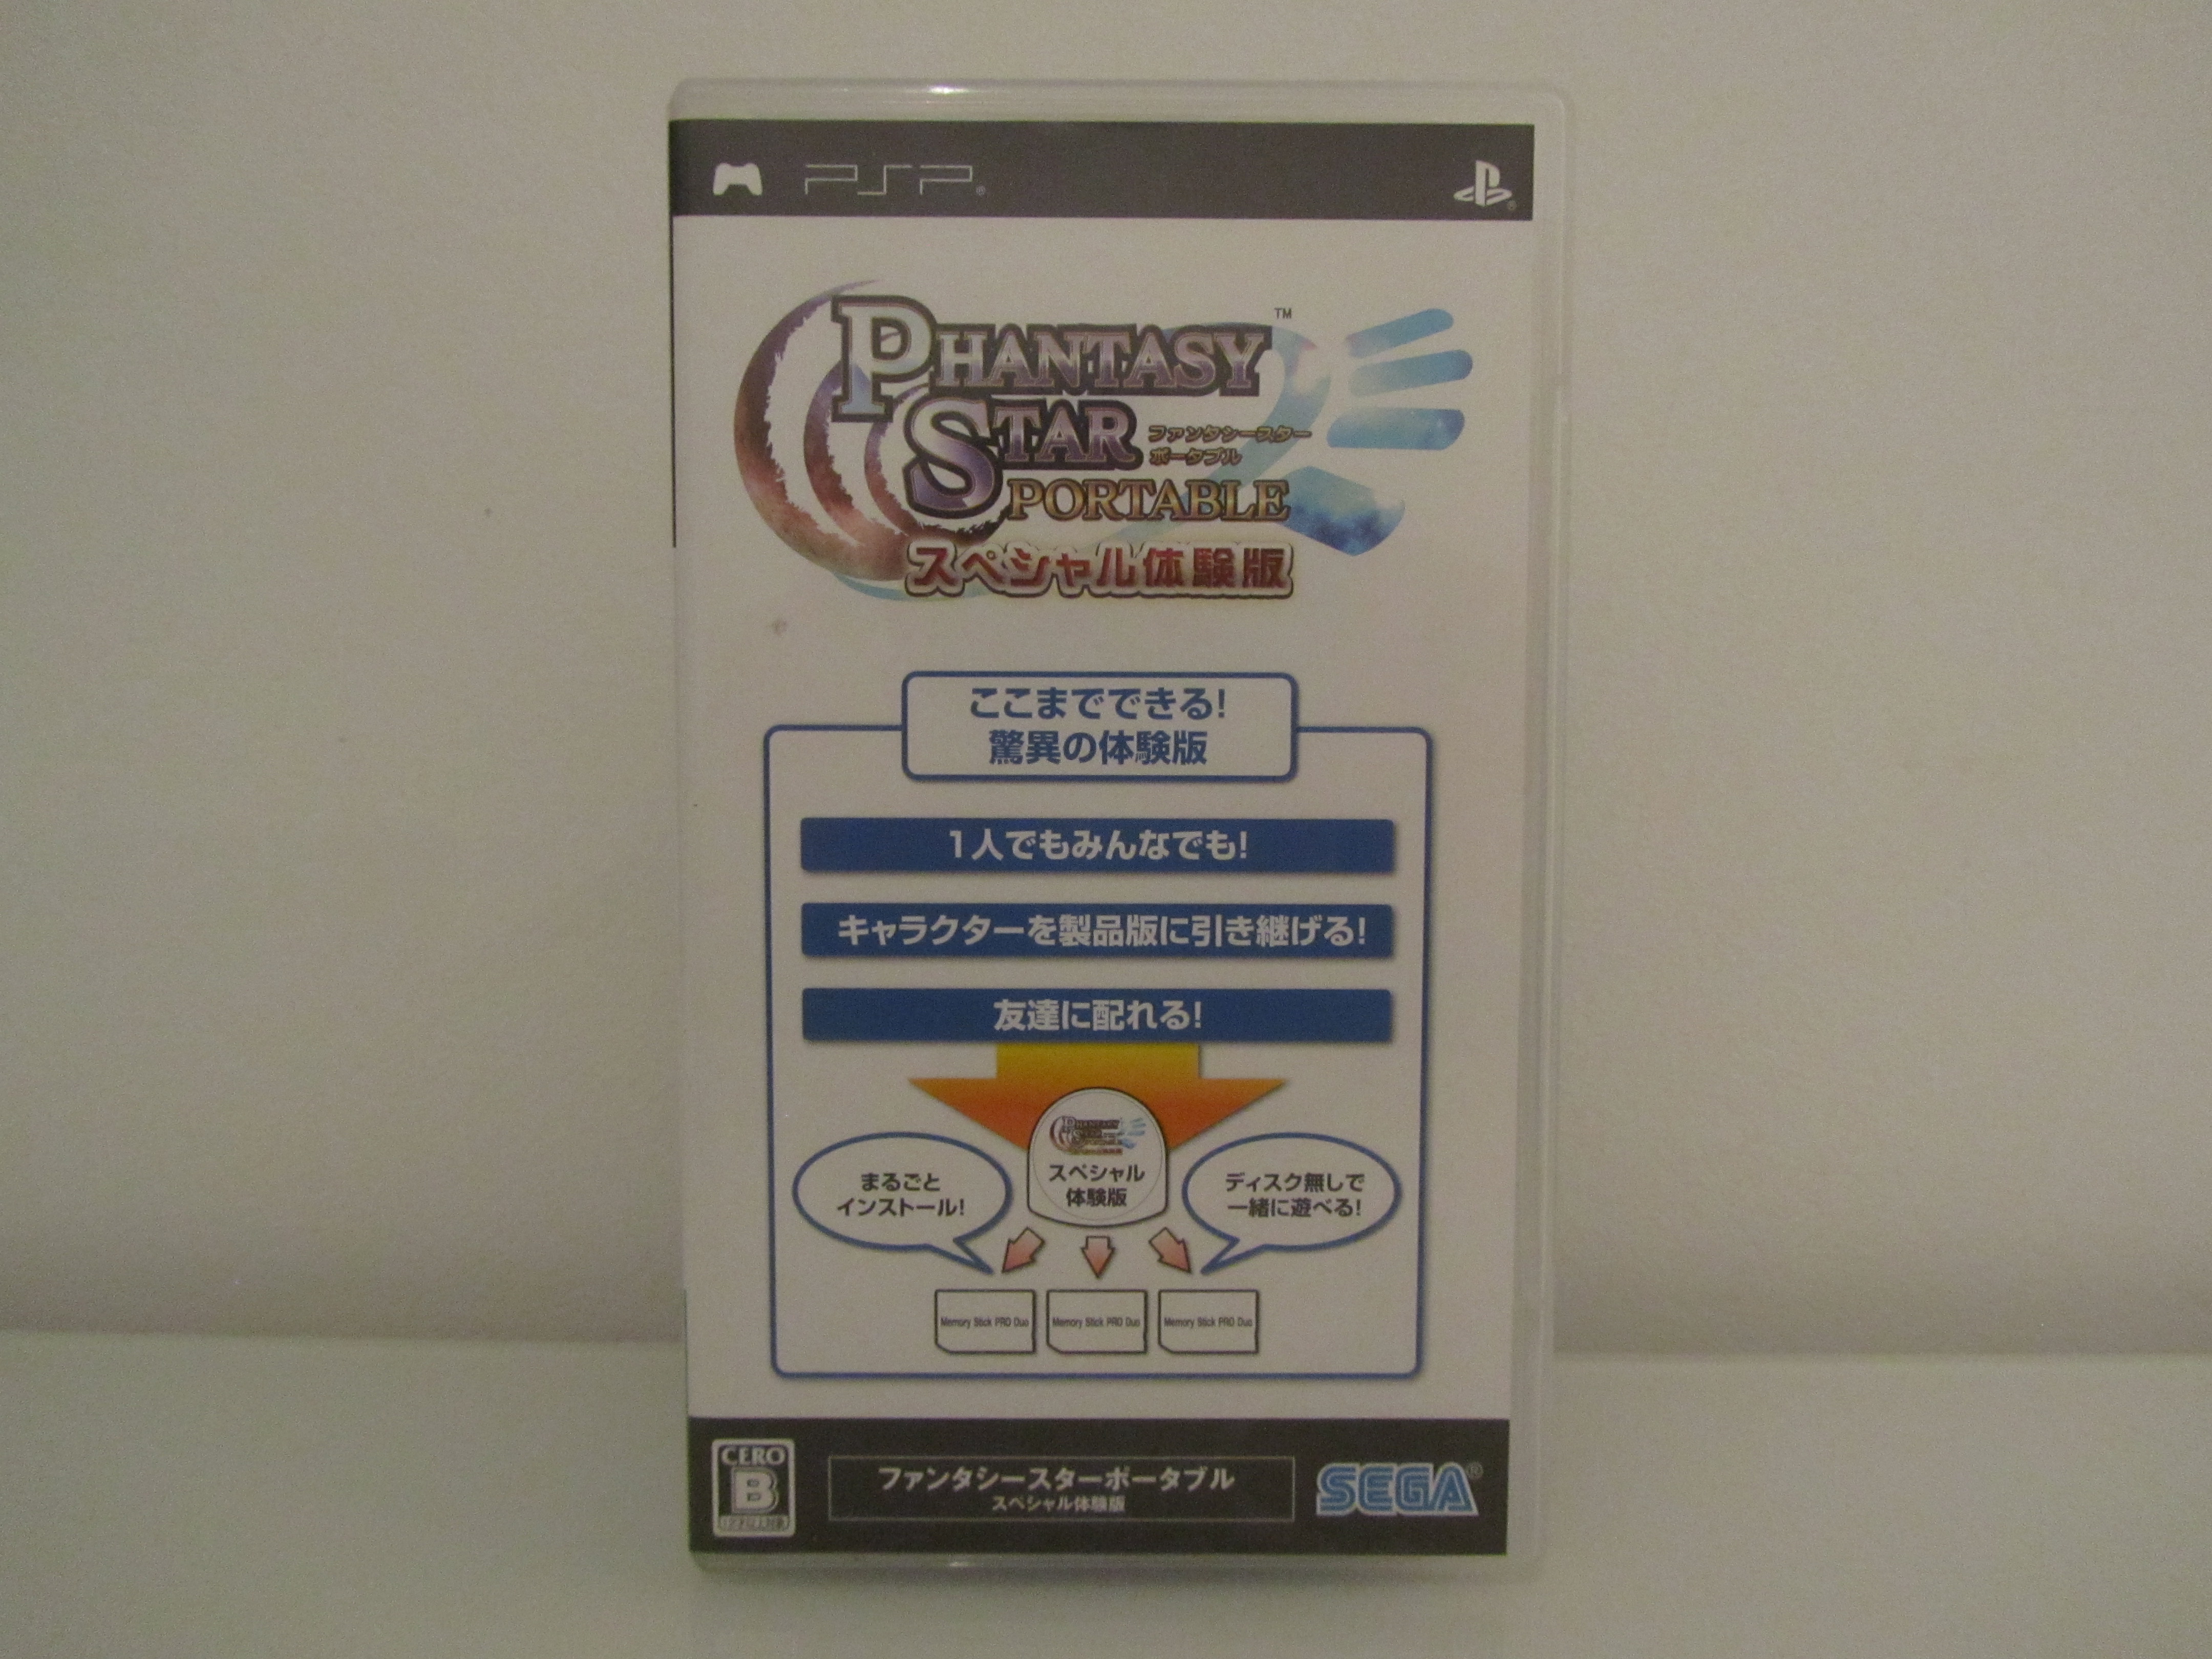 PSP®
PHANTASY™
STAR
ファンタシースター
ポータブル
PORTABLE
2
スペシャル体験版
ここまでできる!
驚異の体験版
1人でもみんなでも!
キャラクターを製品版に引き継げる!
友達に配れる!
まるごと
インストール!
スペシャル
体験版
ディスク無しで
一緒に遊べる!
Memory Stick PRO Duo
Memory Stick PRO Duo
Memory Stick PRO Duo
CERO
B
ファンタシースターポータブル
スペシャル体験版
SEGA®